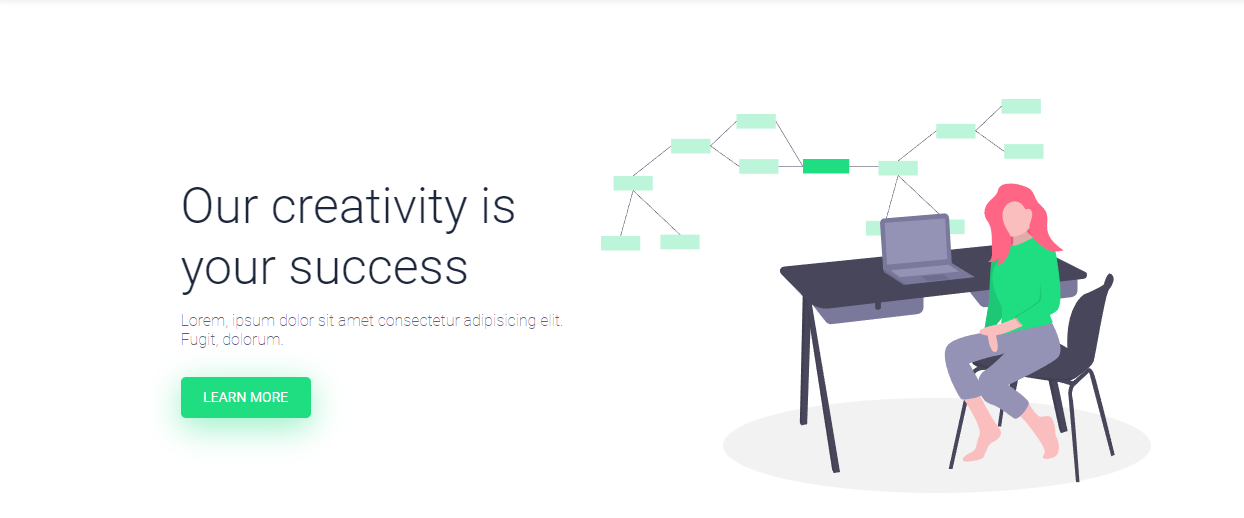 Our creativity is
your success
Lorem, ipsum dolor sit amet consectetur adipisicing elit.
Fugit, dolorum.
LEARN MORE